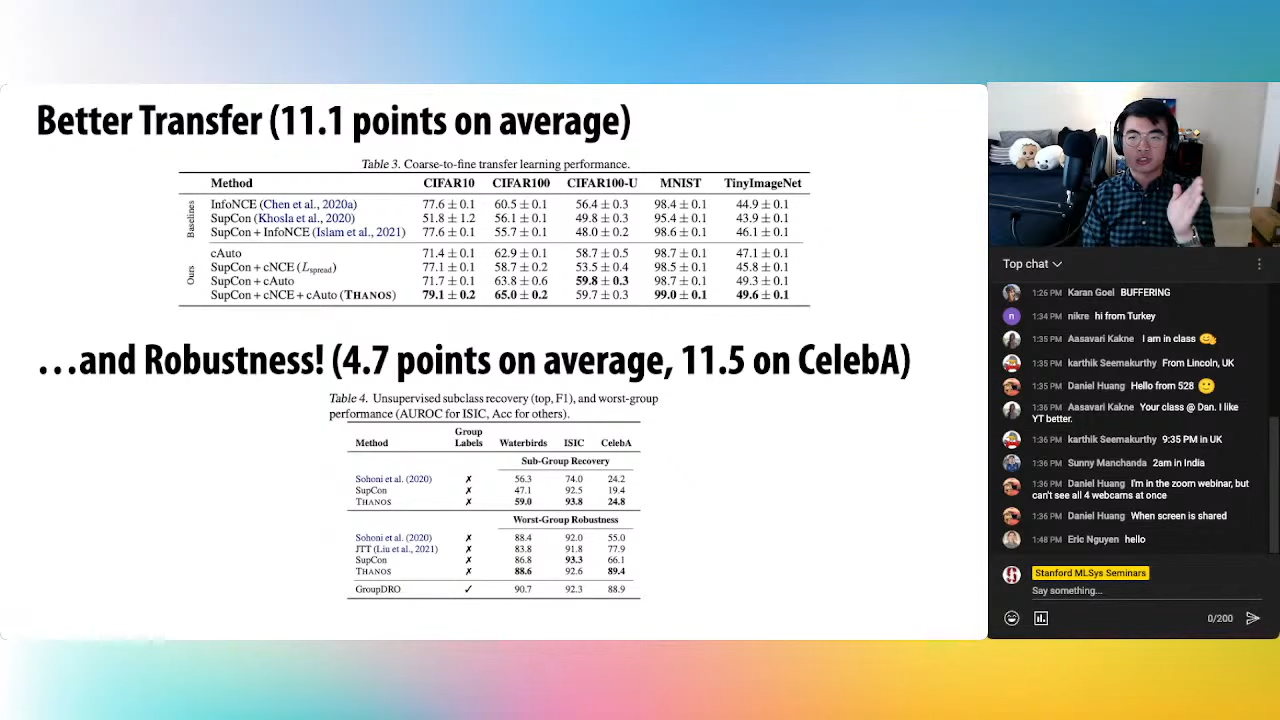 Better Transfer (11.1 points on average)
Table 3. Coarse-to-fine transfer learning performance.
Method CIFAR10 CIFAR100 CIFAR100-U MNIST TinyImageNet
Baselines
InfoNCE (Chen et al., 2020a) 77.6 ± 0.1 60.5 ± 0.1 56.4 ± 0.3 98.4 ± 0.1 44.9 ± 0.1
SupCon (Khosla et al., 2020) 51.8 ± 1.2 56.1 ± 0.1 49.8 ± 0.3 95.4 ± 0.1 43.9 ± 0.1
SupCon + InfoNCE (Islam et al., 2021) 77.6 ± 0.1 55.7 ± 0.1 48.0 ± 0.2 98.6 ± 0.1 46.1 ± 0.1
Ours
cAuto 71.4 ± 0.1 62.9 ± 0.1 58.7 ± 0.5 98.7 ± 0.1 47.1 ± 0.1
SupCon + cNCE (Lspread) 77.1 ± 0.1 58.7 ± 0.2 53.5 ± 0.4 98.5 ± 0.1 45.8 ± 0.1
SupCon + cAuto 71.7 ± 0.1 63.8 ± 0.6 59.8 ± 0.3 98.7 ± 0.1 49.3 ± 0.1
SupCon + cNCE + cAuto (THANOS) 79.1 ± 0.2 65.0 ± 0.2 59.7 ± 0.3 99.0 ± 0.1 49.6 ± 0.1
...and Robustness! (4.7 points on average, 11.5 on CelebA)
Table 4. Unsupervised subclass recovery (top, F1), and worst-group
performance (AUROC for ISIC, Acc for others).
Method Group Labels Waterbirds ISIC CelebA
Sub-Group Recovery
Sohoni et al. (2020) ✗ 56.3 74.0 24.2
SupCon ✗ 47.1 92.5 19.4
THANOS ✗ 59.0 93.8 24.8
Worst-Group Robustness
Sohoni et al. (2020) ✗ 88.4 92.0 55.0
JTT (Liu et al., 2021) ✗ 83.8 91.8 77.9
SupCon ✗ 86.8 93.3 66.1
THANOS ✗ 88.6 92.6 89.4
GroupDRO ✓ 90.7 92.3 88.9
Top chat
1:26 PM Karan Goel BUFFERING
n 1:34 PM nikre hi from Turkey
1:35 PM Aasavari Kakne I am in class 🤗
1:35 PM karthik Seemakurthy From Lincoln, UK
1:35 PM Daniel Huang Hello from 528 🙂
1:36 PM Aasavari Kakne Your class @ Dan. I like
YT better.
1:36 PM karthik Seemakurthy 9:35 PM in UK
1:36 PM Sunny Manchanda 2am in India
1:36 PM Daniel Huang I'm in the zoom webinar, but
can't see all 4 webcams at once
1:36 PM Daniel Huang When screen is shared
1:48 PM Eric Nguyen hello
Stanford MLSys Seminars
Say something...
0/200